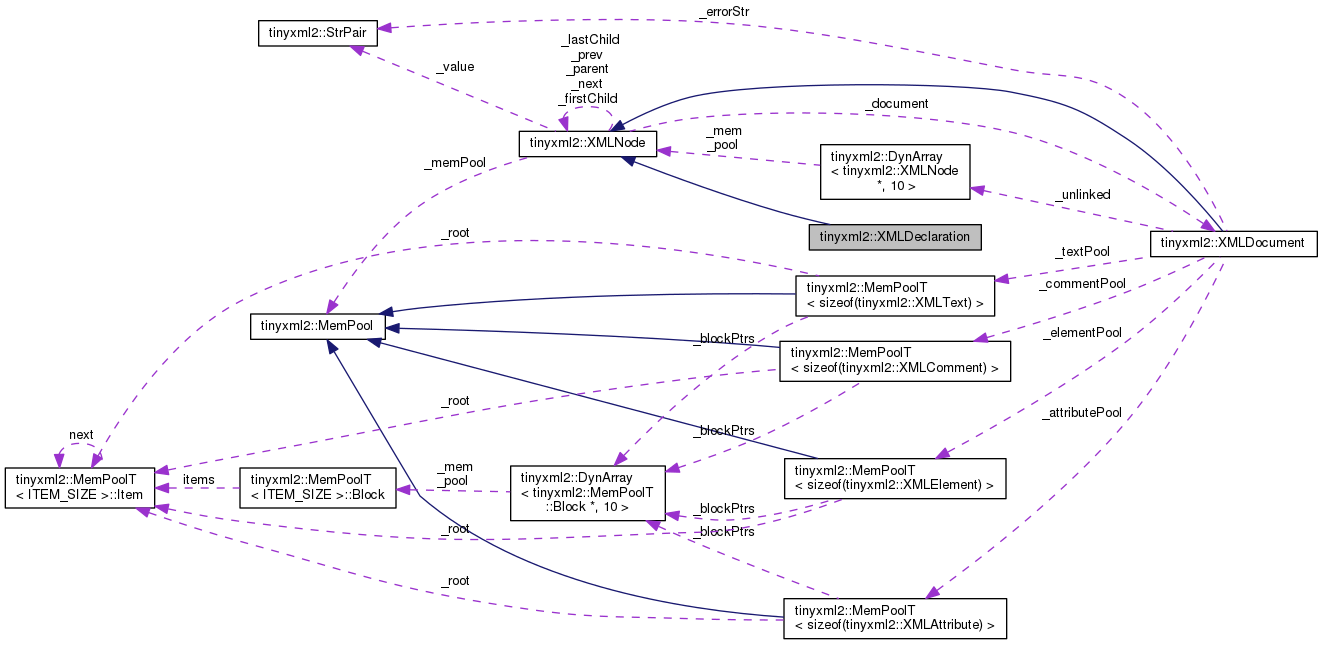 _errorStr
tinyxml2::StrPair
_lastChild
_prev
_parent
_next
_firstChild
_value
_document
tinyxml2::XMLNode
_mem
_pool
_memPool
tinyxml2::DynArray
< tinyxml2::XMLNode
*, 10 >
_unlinked
tinyxml2::XMLDeclaration
tinyxml2::XMLDocument
_root
_textPool
tinyxml2::MemPoolT
< sizeof(tinyxml2::XMLText) >
_commentPool
tinyxml2::MemPool
_blockPtrs
_elementPool
tinyxml2::MemPoolT
< sizeof(tinyxml2::XMLComment) >
_root
_attributePool
_blockPtrs
next
tinyxml2::MemPoolT
< ITEM_SIZE >::Item
items
tinyxml2::MemPoolT
< ITEM_SIZE >::Block
_mem
_pool
tinyxml2::DynArray
< tinyxml2::MemPoolT
::Block *, 10 >
tinyxml2::MemPoolT
< sizeof(tinyxml2::XMLElement) >
_blockPtrs
_root
_blockPtrs
_root
tinyxml2::MemPoolT
< sizeof(tinyxml2::XMLAttribute) >